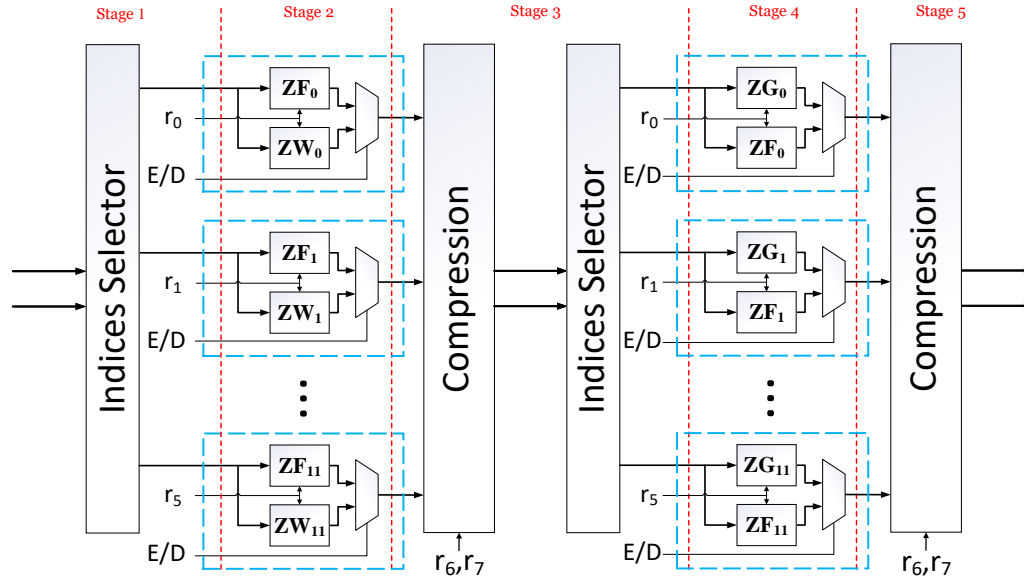 Stage 1
Stage 2
Stage 3
Stage 4
Stage 5
Indices Selector
r0
E/D
ZF0
ZW0
r1
E/D
ZF1
ZW1
...
r5
E/D
ZF11
ZW11
Compression
r6,r7
Indices Selector
r0
E/D
ZG0
ZF0
r1
E/D
ZG1
ZF1
...
r5
E/D
ZG11
ZF11
Compression
r6,r7